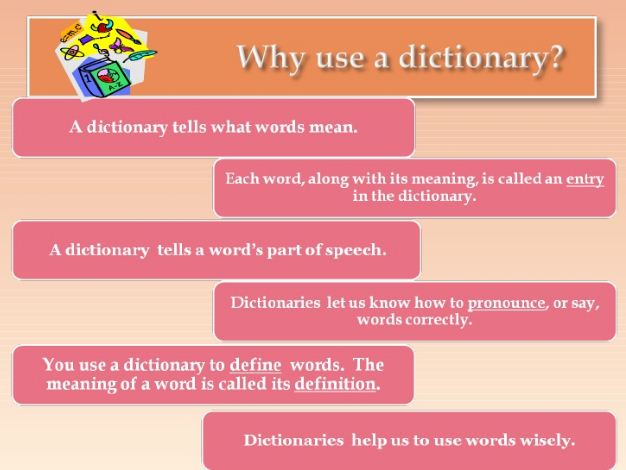 Why use a dictionary?
A dictionary tells what words mean.
Each word, along with its meaning, is called an entry
in the dictionary.
A dictionary tells a word's part of speech.
Dictionaries let us know how to pronounce, or say,
words correctly.
You use a dictionary to define words. The
meaning of a word is called its definition.
Dictionaries help us to use words wisely.